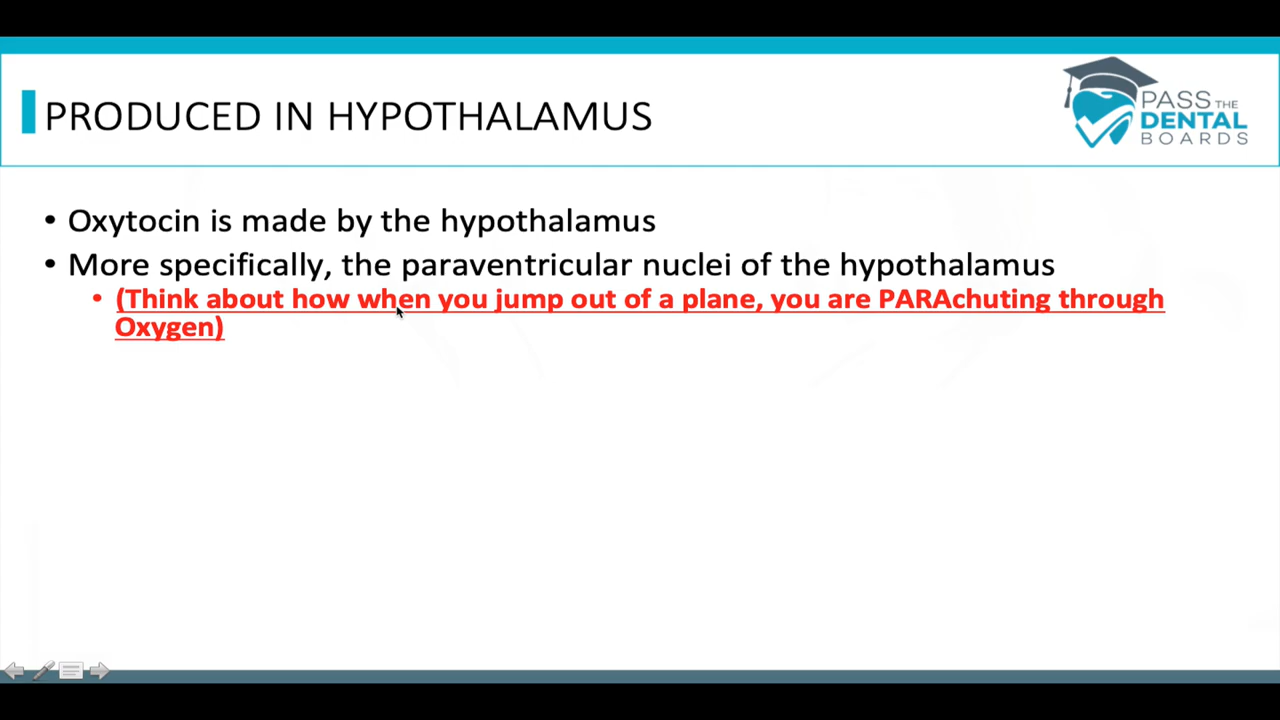 PRODUCED IN HYPOTHALAMUS
PASS THE
DENTAL
BOARDS
• Oxytocin is made by the hypothalamus
• More specifically, the paraventricular nuclei of the hypothalamus
• (Think about how when you jump out of a plane, you are PARAchuting through
Oxygen)